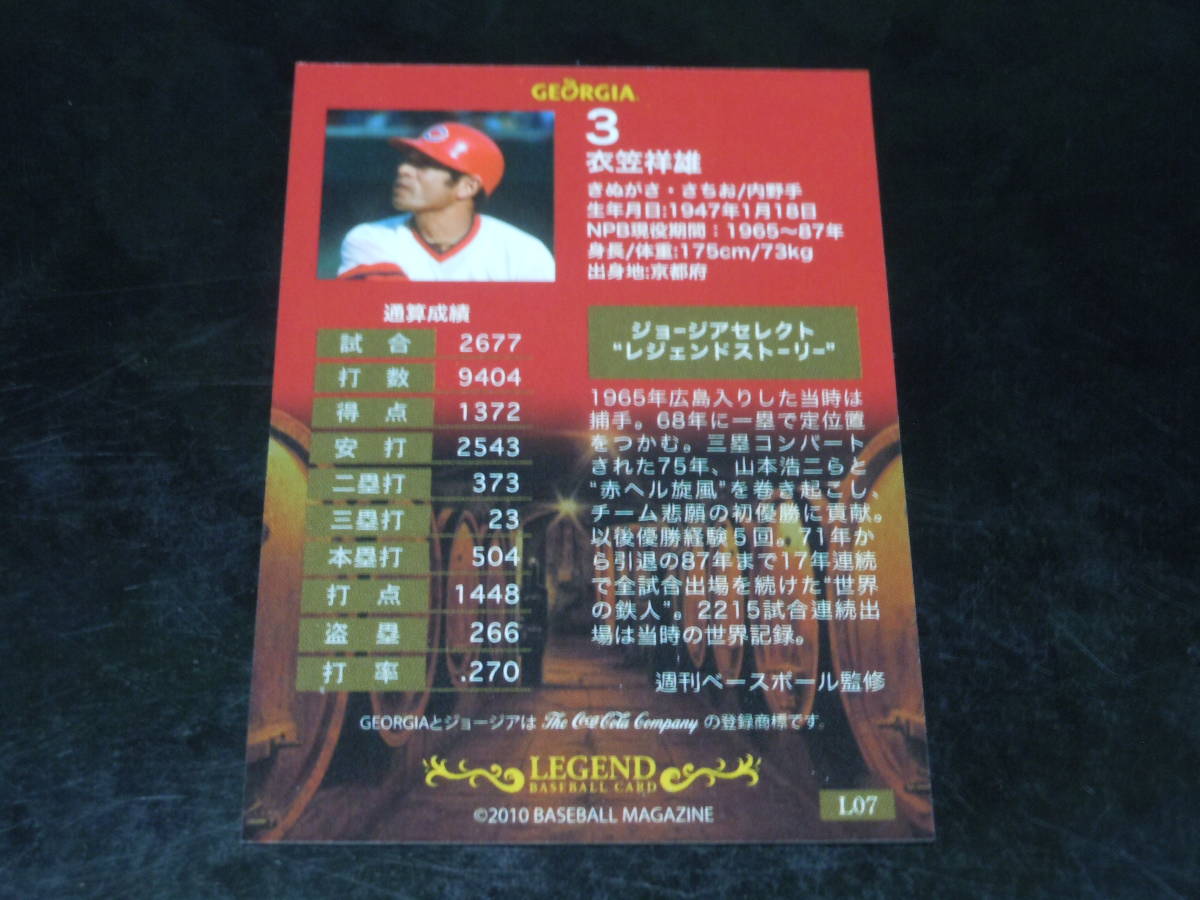 GEORGIA
3
衣笠祥雄
きぬがさ・さちお/内野手
生年月日:1947年1月18日
NPB現役期間：1965〜87年
身長/体重:175cm/73kg
出身地:京都府
通算成績
試合 2677
打数 9404
得点 1372
安打 2543
二塁打 373
三塁打 23
本塁打 504
打点 1448
盗塁 266
打率 .270
ジョージアセレクト
“レジェンドストーリー”
1965年広島入りした当時は
捕手。68年に一塁で定位置
をつかむ。三塁コンバート
された75年、山本浩二らと
“赤ヘル旋風”を巻き起こし、
チーム悲願の初優勝に貢献。
以後優勝経験5回。71年か
ら引退の87年まで17年連続
で全試合出場を続けた“世界
の鉄人”。2215試合連続出
場は当時の世界記録。
週刊ベースボール監修
GEORGIAとジョージアは The Coca-Cola Company の登録商標です。
LEGEND
BASEBALL CARD
©2010 BASEBALL MAGAZINE
L07